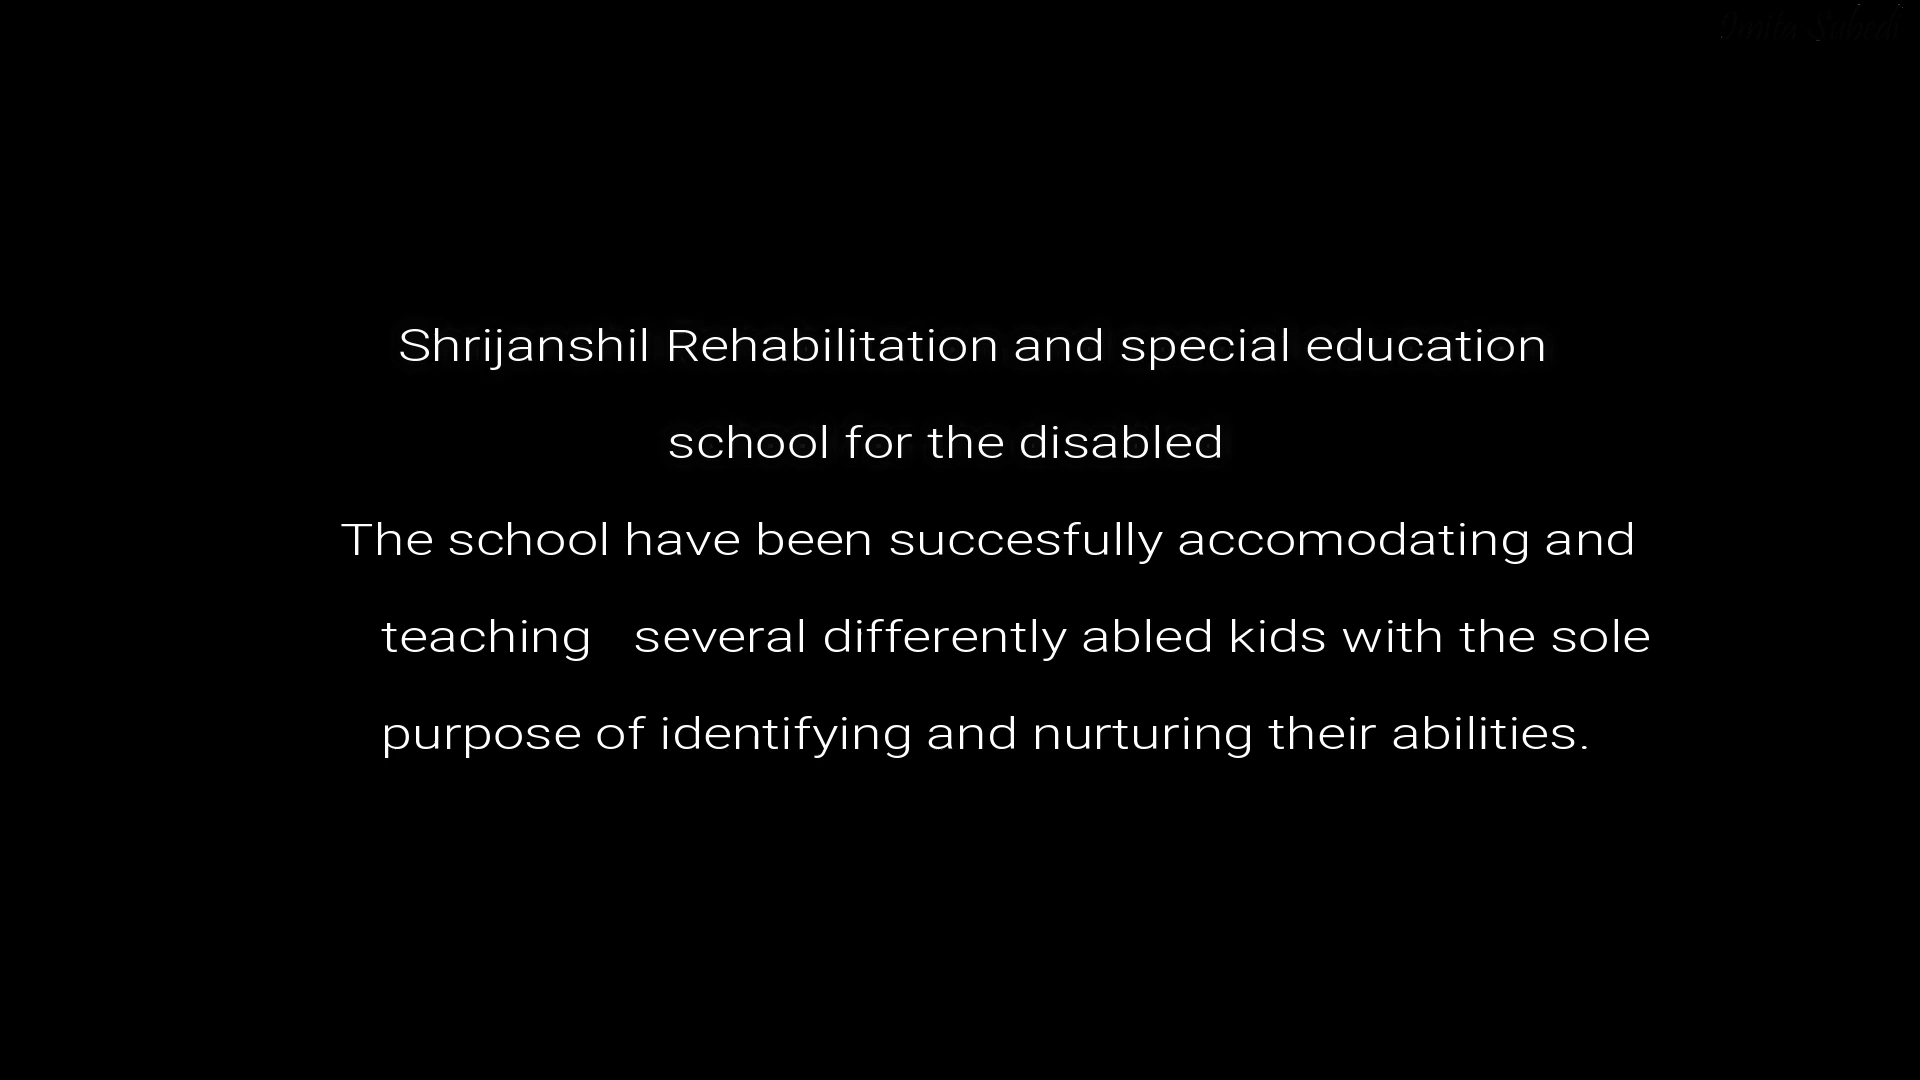 Shrijanshil Rehabilitation and special education
school for the disabled
The school have been succesfully accomodating and
teaching several differently abled kids with the sole
purpose of identifying and nurturing their abilities.